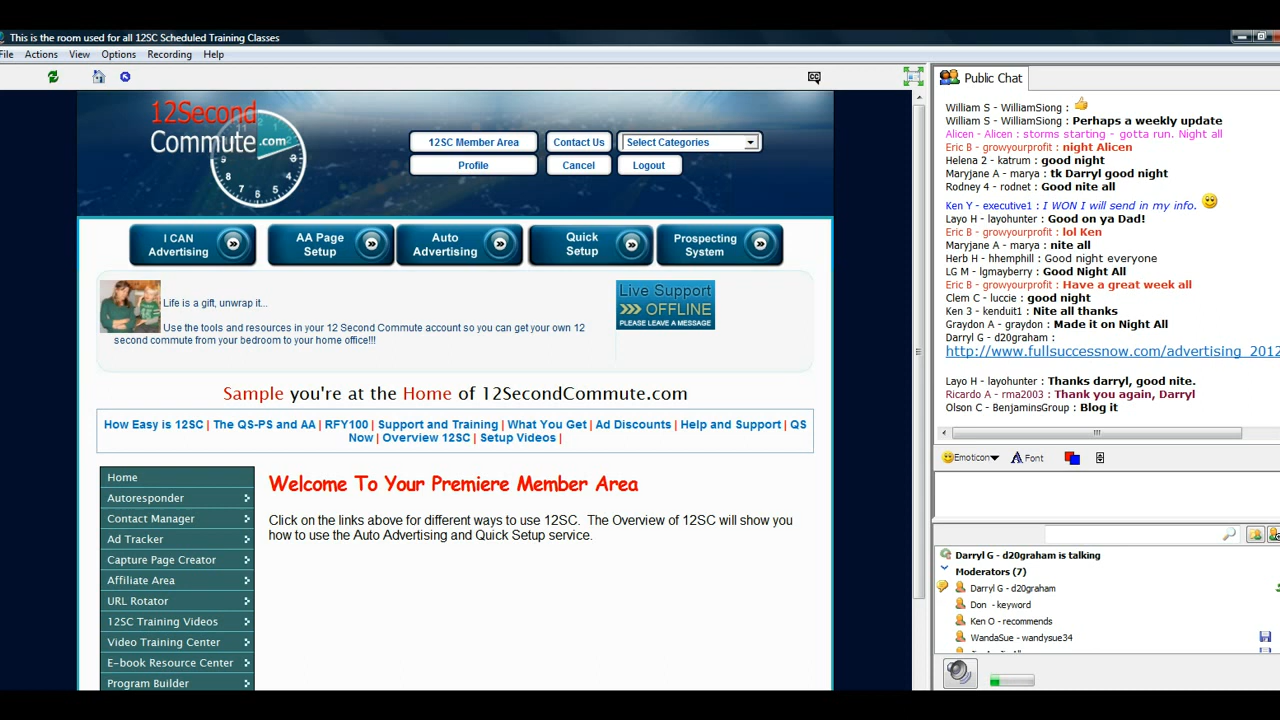 This is the room used for all 12SC Scheduled Training Classes
File Actions View Options Recording Help
12Second
Commute.com
12SC Member Area
Contact Us
Select Categories
Profile
Cancel
Logout
I CAN
Advertising
AA Page
Setup
Auto
Advertising
Quick
Setup
Prospecting
System
Life is a gift, unwrap it...
Use the tools and resources in your 12 Second Commute account so you can get your own 12
second commute from your bedroom to your home office!!!
Live Support
>>> OFFLINE
PLEASE LEAVE A MESSAGE
Sample you're at the Home of 12SecondCommute.com
How Easy is 12SC | The QS-PS and AA | RFY100 | Support and Training | What You Get | Ad Discounts | Help and Support | QS
Now | Overview 12SC | Setup Videos |
Home
Autoresponder
Contact Manager
Ad Tracker
Capture Page Creator
Affiliate Area
URL Rotator
12SC Training Videos
Video Training Center
E-book Resource Center
Program Builder
Welcome To Your Premiere Member Area
Click on the links above for different ways to use 12SC. The Overview of 12SC will show you
how to use the Auto Advertising and Quick Setup service.
Public Chat
William S - WilliamSiong :
William S - WilliamSiong : Perhaps a weekly update
Alicen - Alicen : storms starting - gotta run. Night all
Eric B - growyourprofit : night Alicen
Helena 2 - katrum : good night
Maryjane A - marya : tk Darryl good night
Rodney 4 - rodnet : Good nite all
Ken Y - executive1 : I WON I will send in my info.
Layo H - layohunter : Good on ya Dad!
Eric B - growyourprofit : lol Ken
Maryjane A - marya : nite all
Herb H - hhemphill : Good night everyone
LG M - lgmayberry : Good Night All
Eric B - growyourprofit : Have a great week all
Clem C - luccie : good night
Ken 3 - kenduit1 : Nite all thanks
Graydon A - graydon : Made it on Night All
Darryl G - d20graham :
http://www.fullsuccessnow.com/advertising_2012
Layo H - layohunter : Thanks darryl, good nite.
Ricardo A - rma2003 : Thank you again, Darryl
Olson C - BenjaminsGroup : Blog it
Emoticon
Font
Darryl G - d20graham is talking
Moderators (7)
Darryl G - d20graham
Don - keyword
Ken O - recommends
WandaSue - wandysue34